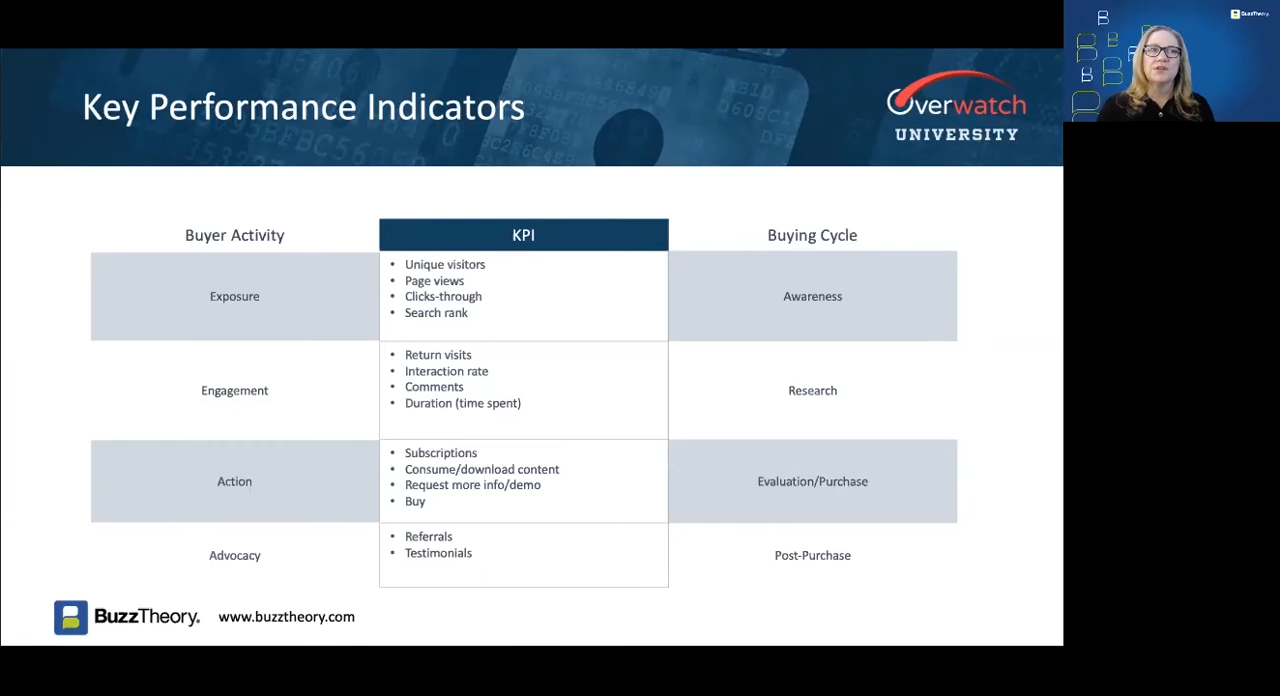 BuzzTheory
Key Performance Indicators
Overwatch
UNIVERSITY
Buyer Activity
KPI
Buying Cycle
Exposure
• Unique visitors
• Page views
• Clicks-through
• Search rank
Awareness
Engagement
• Return visits
• Interaction rate
• Comments
• Duration (time spent)
Research
Action
• Subscriptions
• Consume/download content
• Request more info/demo
• Buy
Evaluation/Purchase
Advocacy
• Referrals
• Testimonials
Post-Purchase
BuzzTheory. www.buzztheory.com